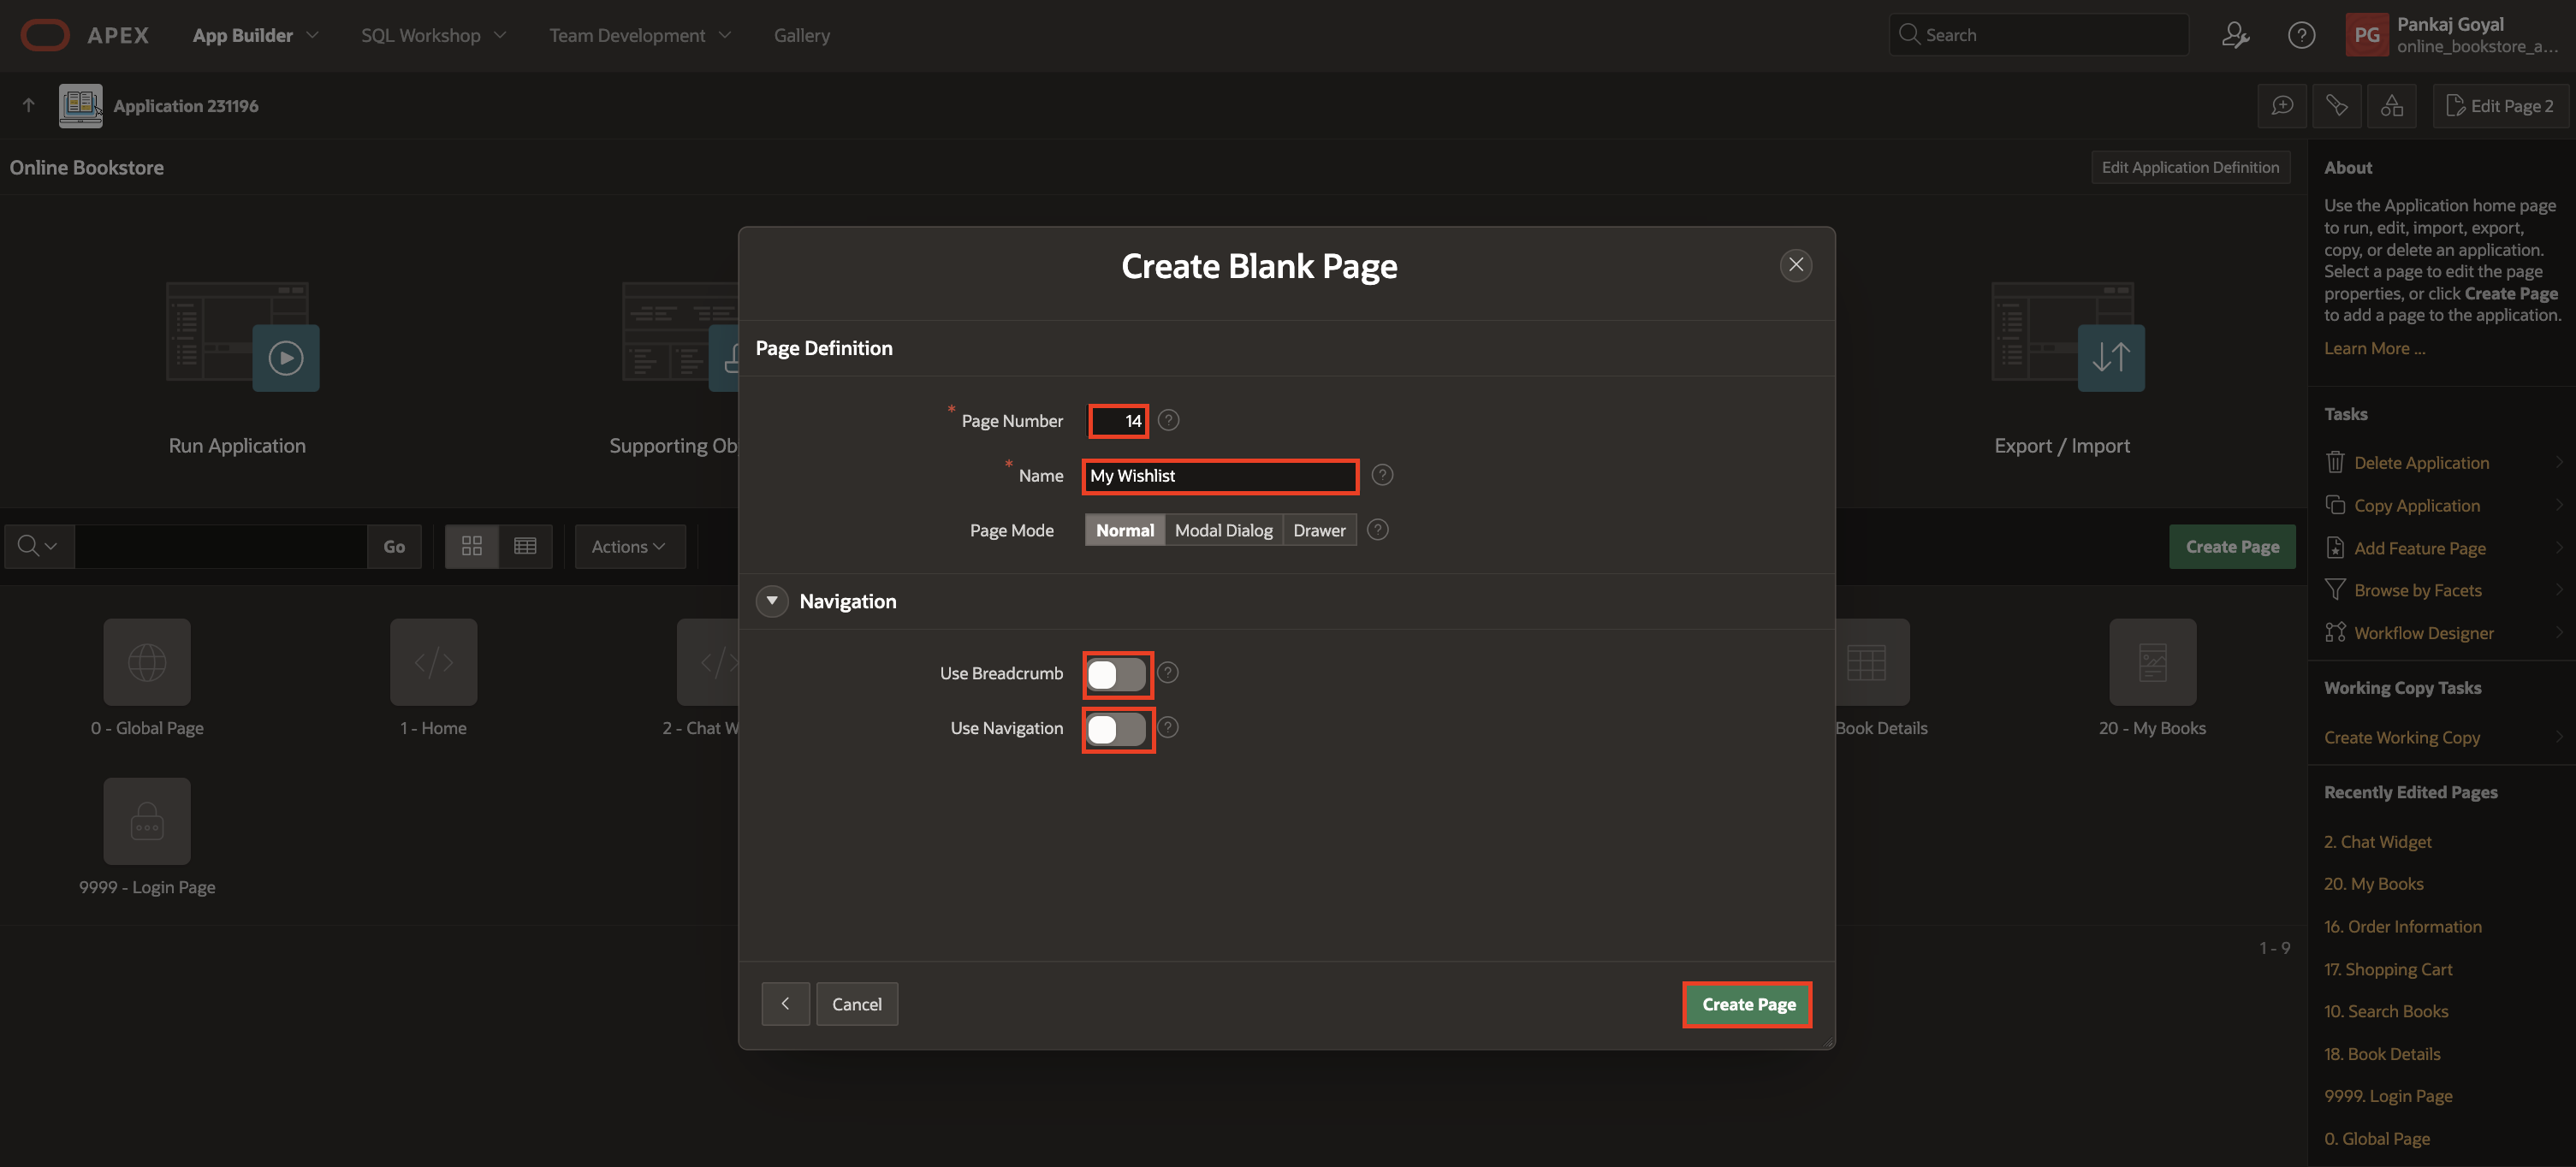 APEX
App Builder
SQL Workshop
Team Development
Gallery
Search
PG
Pankaj Goyal
online_bookstore_a...
Application 231196
Edit Page 2
Online Bookstore
Edit Application Definition
Run Application
Supporting Ob
Export / Import
Go
Actions
Create Page
0 - Global Page
1 - Home
2 - Chat W
Book Details
20 - My Books
9999 - Login Page
1 - 9
Create Blank Page
Page Definition
* Page Number
14
* Name
My Wishlist
Page Mode
Normal
Modal Dialog
Drawer
Navigation
Use Breadcrumb
Use Navigation
Cancel
Create Page
About
Use the Application home page
to run, edit, import, export,
copy, or delete an application.
Select a page to edit the page
properties, or click Create Page
to add a page to the application.
Learn More ...
Tasks
Delete Application
Copy Application
Add Feature Page
Browse by Facets
Workflow Designer
Working Copy Tasks
Create Working Copy
Recently Edited Pages
2. Chat Widget
20. My Books
16. Order Information
17. Shopping Cart
10. Search Books
18. Book Details
9999. Login Page
0. Global Page